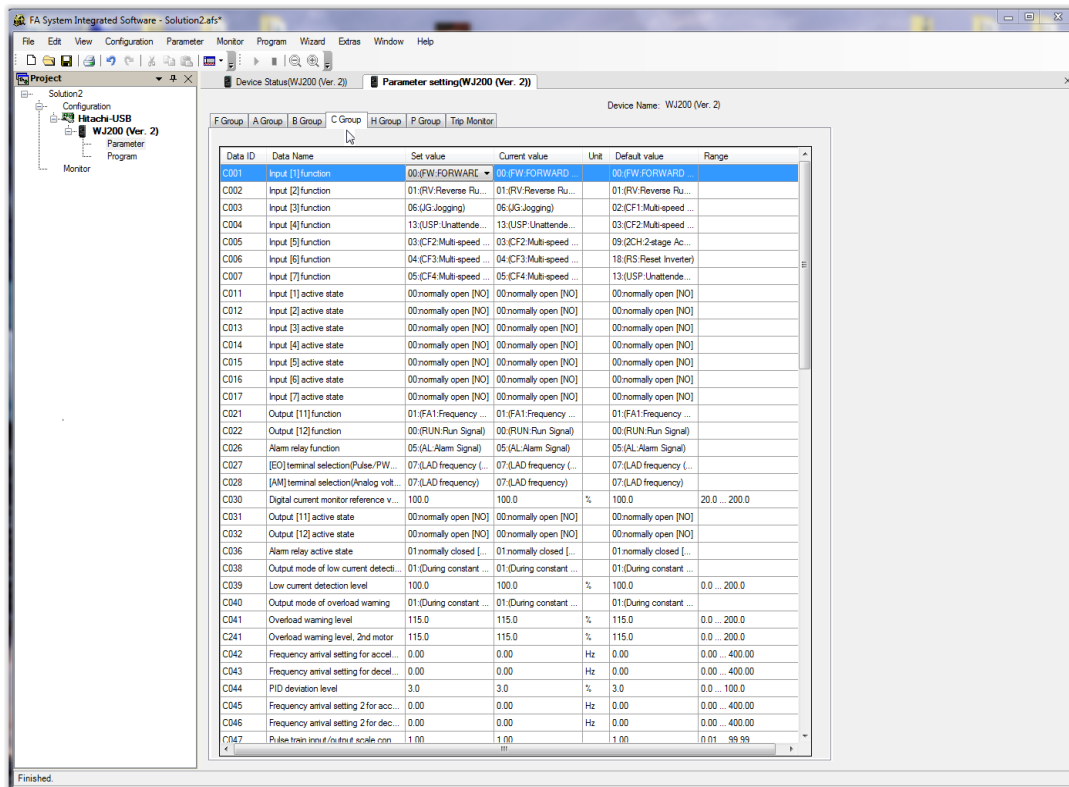 FA System Integrated Software - Solution2.afs*
File Edit View Configuration Parameter Monitor Program Wizard Extras Window Help
Project
Solution2
Configuration
Hitachi-USB
WJ200 (Ver. 2)
Parameter
Program
Monitor
Device Status(WJ200 (Ver. 2)) Parameter setting(WJ200 (Ver. 2))
Device Name: WJ200 (Ver. 2)
F Group A Group B Group C Group H Group P Group Trip Monitor
Data ID Data Name Set value Current value Unit Default value Range
C001 Input [1] function 00:(FW:FORWARD 00:(FW:FORWARD ... 00:(FW:FORWARD ...
C002 Input [2] function 01:(RV:Reverse Ru... 01:(RV:Reverse Ru... 01:(RV:Reverse Ru...
C003 Input [3] function 06:(JG:Jogging) 06:(JG:Jogging) 02:(CF1:Multi-speed ...
C004 Input [4] function 13:(USP:Unattende... 13:(USP:Unattende... 03:(CF2:Multi-speed ...
C005 Input [5] function 03:(CF2:Multi-speed ... 03:(CF2:Multi-speed ... 09:(2CH:2-stage Ac...
C006 Input [6] function 04:(CF3:Multi-speed ... 04:(CF3:Multi-speed ... 18:(RS:Reset Inverter)
C007 Input [7] function 05:(CF4:Multi-speed ... 05:(CF4:Multi-speed ... 13:(USP:Unattende...
C011 Input [1] active state 00:normally open [NO] 00:normally open [NO] 00:normally open [NO]
C012 Input [2] active state 00:normally open [NO] 00:normally open [NO] 00:normally open [NO]
C013 Input [3] active state 00:normally open [NO] 00:normally open [NO] 00:normally open [NO]
C014 Input [4] active state 00:normally open [NO] 00:normally open [NO] 00:normally open [NO]
C015 Input [5] active state 00:normally open [NO] 00:normally open [NO] 00:normally open [NO]
C016 Input [6] active state 00:normally open [NO] 00:normally open [NO] 00:normally open [NO]
C017 Input [7] active state 00:normally open [NO] 00:normally open [NO] 00:normally open [NO]
C021 Output [11] function 01:(FA1:Frequency ... 01:(FA1:Frequency ... 01:(FA1:Frequency ...
C022 Output [12] function 00:(RUN:Run Signal) 00:(RUN:Run Signal) 00:(RUN:Run Signal)
C026 Alarm relay function 05:(AL:Alarm Signal) 05:(AL:Alarm Signal) 05:(AL:Alarm Signal)
C027 [EO] terminal selection(Pulse/PW... 07:(LAD frequency (... 07:(LAD frequency (... 07:(LAD frequency (...
C028 [AM] terminal selection(Analog volt... 07:(LAD frequency) 07:(LAD frequency) 07:(LAD frequency)
C030 Digital current monitor reference v... 100.0 100.0 % 100.0 20.0 ... 200.0
C031 Output [11] active state 00:normally open [NO] 00:normally open [NO] 00:normally open [NO]
C032 Output [12] active state 00:normally open [NO] 00:normally open [NO] 00:normally open [NO]
C036 Alarm relay active state 01:normally closed [... 01:normally closed [... 01:normally closed [...
C038 Output mode of low current detecti... 01:(During constant ... 01:(During constant ... 01:(During constant ...
C039 Low current detection level 100.0 100.0 % 100.0 0.0 ... 200.0
C040 Output mode of overload warning 01:(During constant ... 01:(During constant ... 01:(During constant ...
C041 Overload warning level 115.0 115.0 % 115.0 0.0 ... 200.0
C241 Overload warning level, 2nd motor 115.0 115.0 % 115.0 0.0 ... 200.0
C042 Frequency arrival setting for accel... 0.00 0.00 Hz 0.00 0.00 ... 400.00
C043 Frequency arrival setting for decel... 0.00 0.00 Hz 0.00 0.00 ... 400.00
C044 PID deviation level 3.0 3.0 % 3.0 0.0 ... 100.0
C045 Frequency arrival setting 2 for acc... 0.00 0.00 Hz 0.00 0.00 ... 400.00
C046 Frequency arrival setting 2 for dec... 0.00 0.00 Hz 0.00 0.00 ... 400.00
C047 Pulse train input/output scale con... 1.00 1.00 1.00 0.01 ... 99.99
Finished.